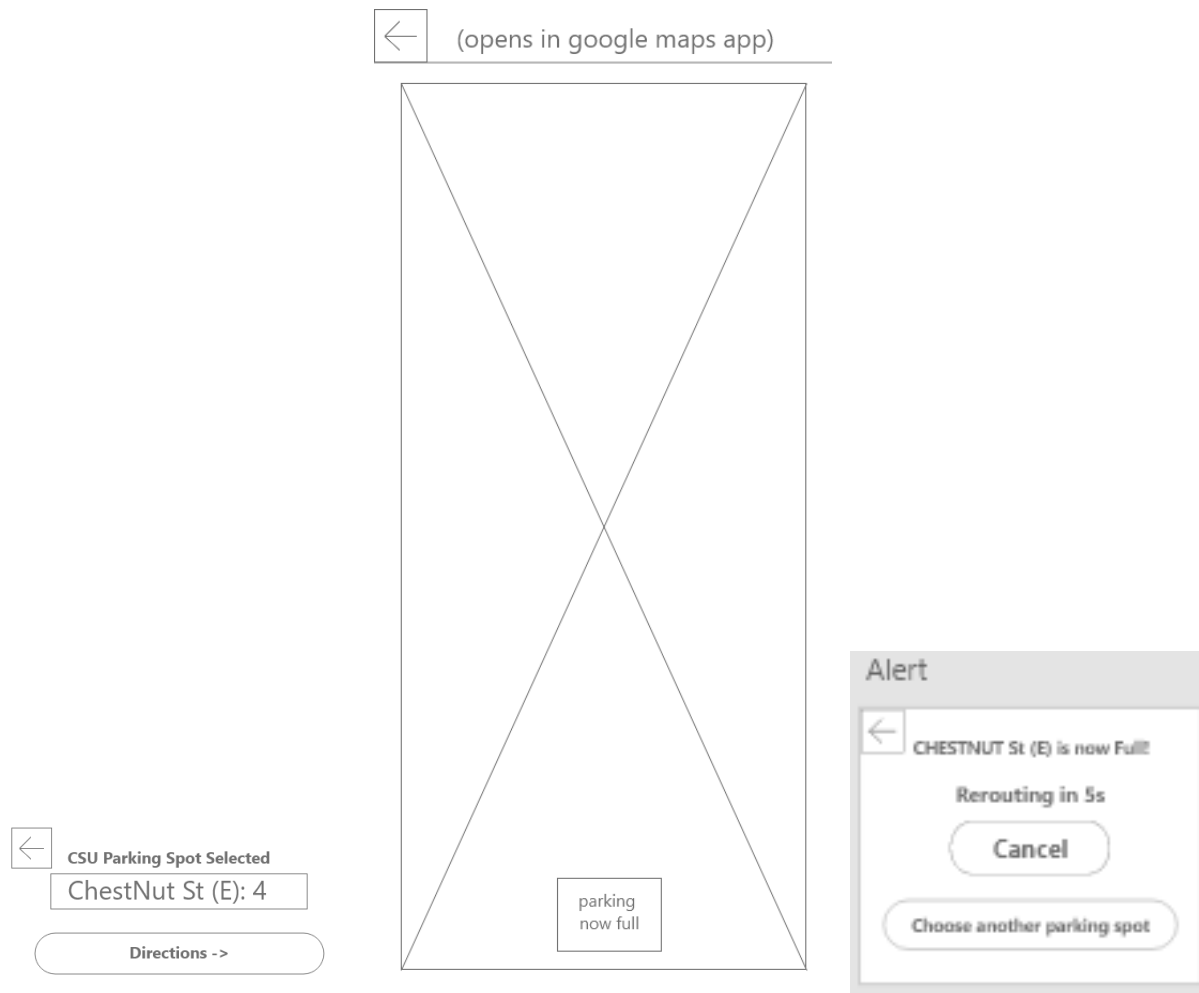 (opens in google maps app)
parking
now full
CSU Parking Spot Selected
ChestNut St (E): 4
Directions ->
Alert
CHESTNUT St (E) is now Full!
Rerouting in 5s
Cancel
Choose another parking spot